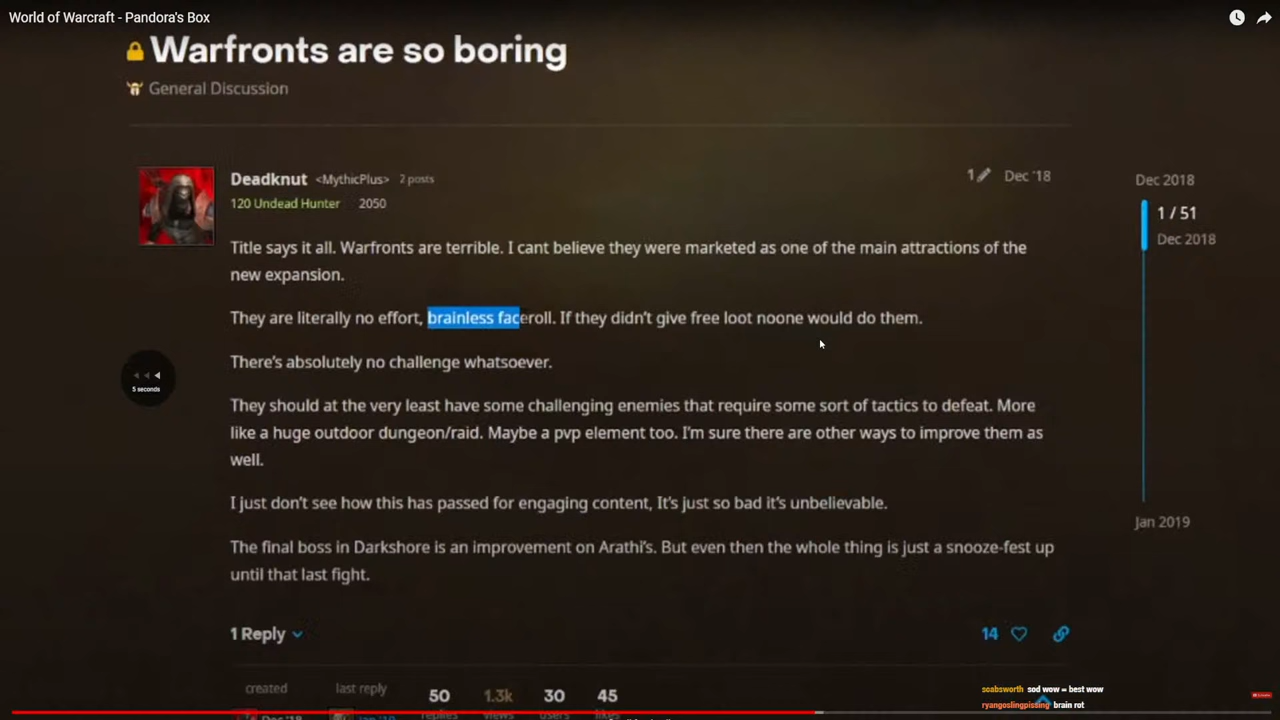 World of Warcraft - Pandora's Box
Warfronts are so boring
General Discussion
Deadknut <MythicPlus> 2 posts
1 Dec '18
120 Undead Hunter 2050
Dec 2018
1 / 51
Dec 2018
Title says it all. Warfronts are terrible. I cant believe they were marketed as one of the main attractions of the
new expansion.
They are literally no effort, brainless faceroll. If they didn't give free loot noone would do them.
There's absolutely no challenge whatsoever.
5 seconds
They should at the very least have some challenging enemies that require some sort of tactics to defeat. More
like a huge outdoor dungeon/raid. Maybe a pvp element too. I'm sure there are other ways to improve them as
well.
I just don't see how this has passed for engaging content, It's just so bad it's unbelievable.
Jan 2019
The final boss in Darkshore is an improvement on Arathi's. But even then the whole thing is just a snooze-fest up
until that last fight.
1 Reply
14
created last reply 50 1.3k 30 45
replies views users likes
Dec '18
scabsworth sod wow = best wow
ryangoslingpissing brain rot